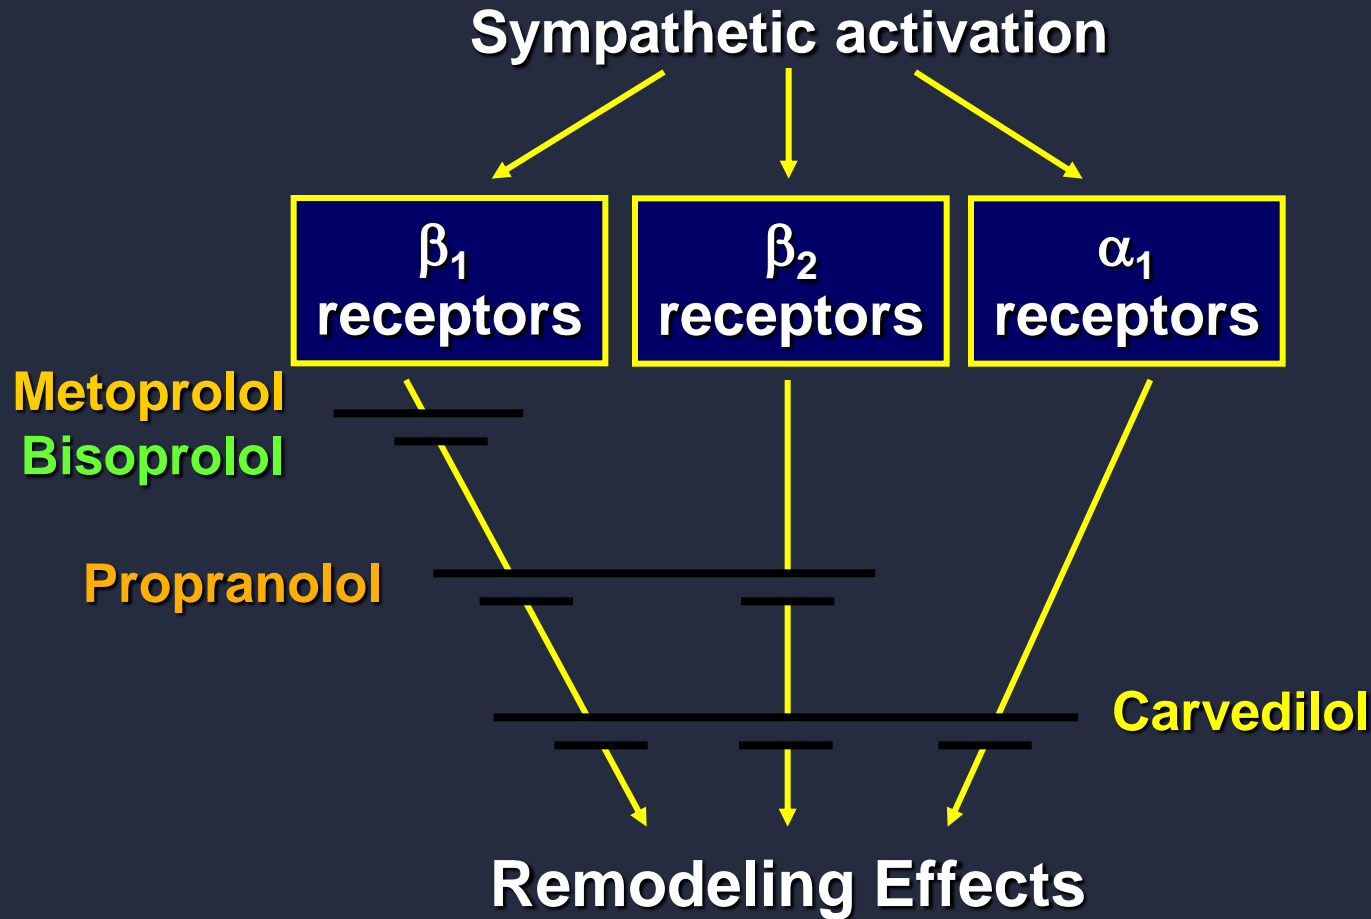 Sympathetic activation
β1
receptors
β2
receptors
α1
receptors
Metoprolol
Bisoprolol
Propranolol
Carvedilol
Remodeling Effects